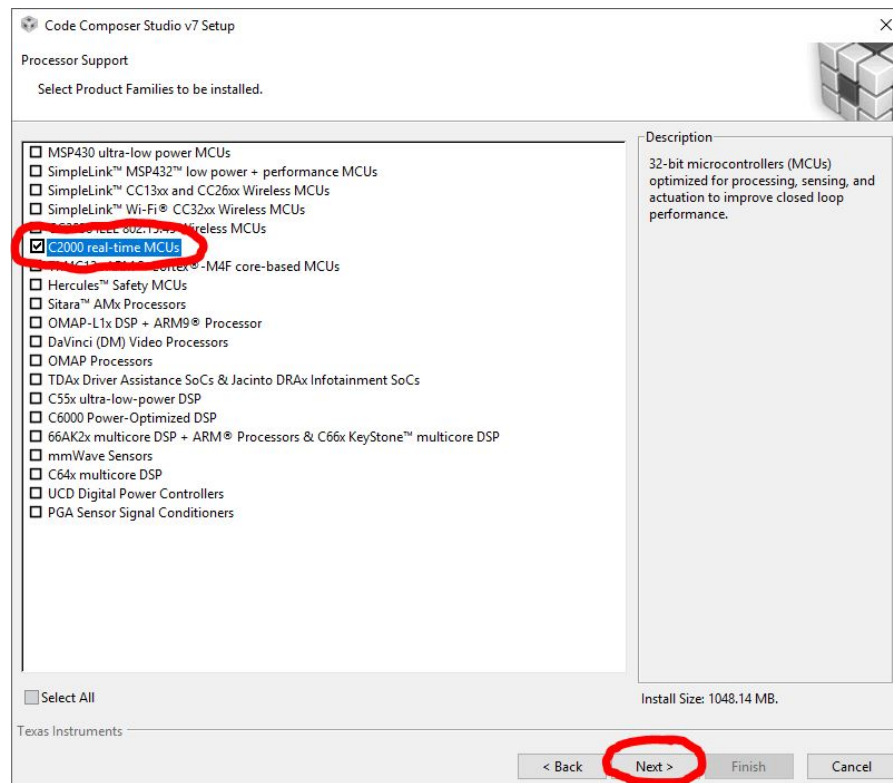 Code Composer Studio v7 Setup
Processor Support
Select Product Families to be installed.
MSP430 ultra-low power MCUs
SimpleLink™ MSP432™ low power + performance MCUs
SimpleLink™ CC13xx and CC26xx Wireless MCUs
SimpleLink™ Wi-Fi® CC32xx Wireless MCUs
IEEE 802.15.4 Wireless MCUs
C2000 real-time MCUs
-M4F core-based MCUs
Hercules™ Safety MCUs
Sitara™ AMx Processors
OMAP-L1x DSP + ARM9® Processor
DaVinci (DM) Video Processors
OMAP Processors
TDAx Driver Assistance SoCs & Jacinto DRAx Infotainment SoCs
C55x ultra-low-power DSP
C6000 Power-Optimized DSP
66AK2x multicore DSP + ARM® Processors & C66x KeyStone™ multicore DSP
mmWave Sensors
C64x multicore DSP
UCD Digital Power Controllers
PGA Sensor Signal Conditioners
Select All
Description
32-bit microcontrollers (MCUs)
optimized for processing, sensing, and
actuation to improve closed loop
performance.
Install Size: 1048.14 MB.
Texas Instruments
< Back Next > Finish Cancel